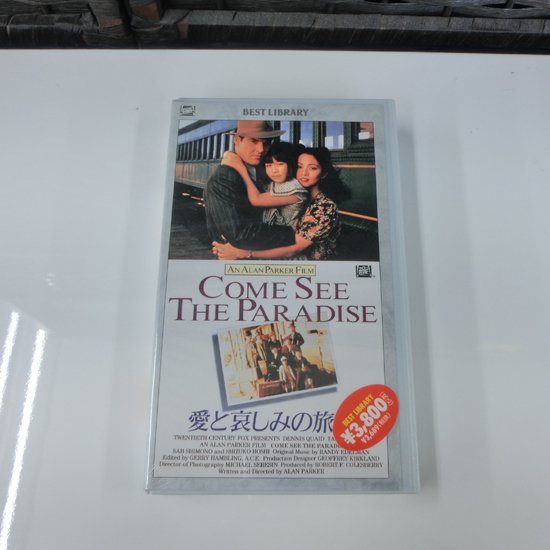 BEST LIBRARY
AN ALAN PARKER FILM
COME SEE
THE PARADISE
愛と哀しみの旅
BEST LIBRARY
¥3,800
TWENTIETH CENTURY FOX PRESENTS DENNIS QUAID
AN ALAN PARKER FILM COME SEE THE PARADISE
SAB SHIMONO and SHIZUKO HOSHI Original Music by RANDY EDELMAN
Edited by GERRY HAMBLING, A.C.E. Production Designer GEOFFREY KIRKLAND
Director of Photography MICHAEL SERESIN Produced by ROBERT F. COLESBERRY
Written and Directed by ALAN PARKER